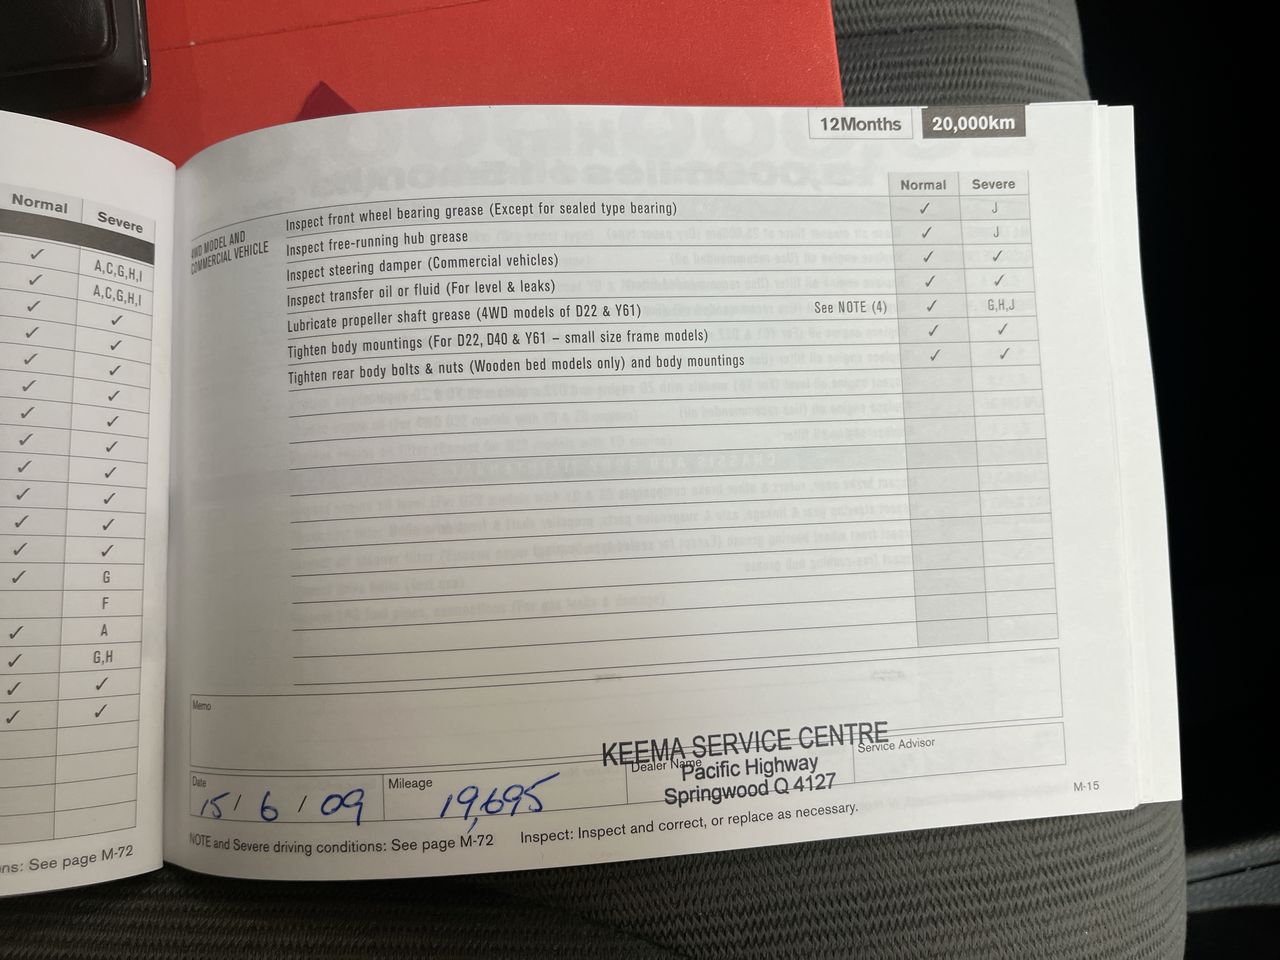 Normal Severe
✓ A,C,G,H,I
✓ A,C,G,H,I
✓ ✓
✓ ✓
✓ ✓
✓ ✓
✓ ✓
✓ ✓
✓ ✓
✓ ✓
✓ ✓
✓ ✓
✓ G
F
✓ A
✓ G,H
✓ ✓
✓ ✓
ns: See page M-72
12Months 20,000km
Normal Severe
4WD MODEL AND
COMMERCIAL VEHICLE
Inspect front wheel bearing grease (Except for sealed type bearing) ✓ J
Inspect free-running hub grease ✓ J
Inspect steering damper (Commercial vehicles) ✓ ✓
Inspect transfer oil or fluid (For level & leaks) ✓ ✓
Lubricate propeller shaft grease (4WD models of D22 & Y61) See NOTE (4) ✓ G,H,J
Tighten body mountings (For D22, D40 & Y61 – small size frame models) ✓ ✓
Tighten rear body bolts & nuts (Wooden bed models only) and body mountings ✓ ✓
Memo
Date
15 / 6 / 09
Mileage
19,695
Dealer Name
KEEMA SERVICE CENTRE
Pacific Highway
Springwood Q 4127
Service Advisor
NOTE and Severe driving conditions: See page M-72 Inspect: Inspect and correct, or replace as necessary.
M-15